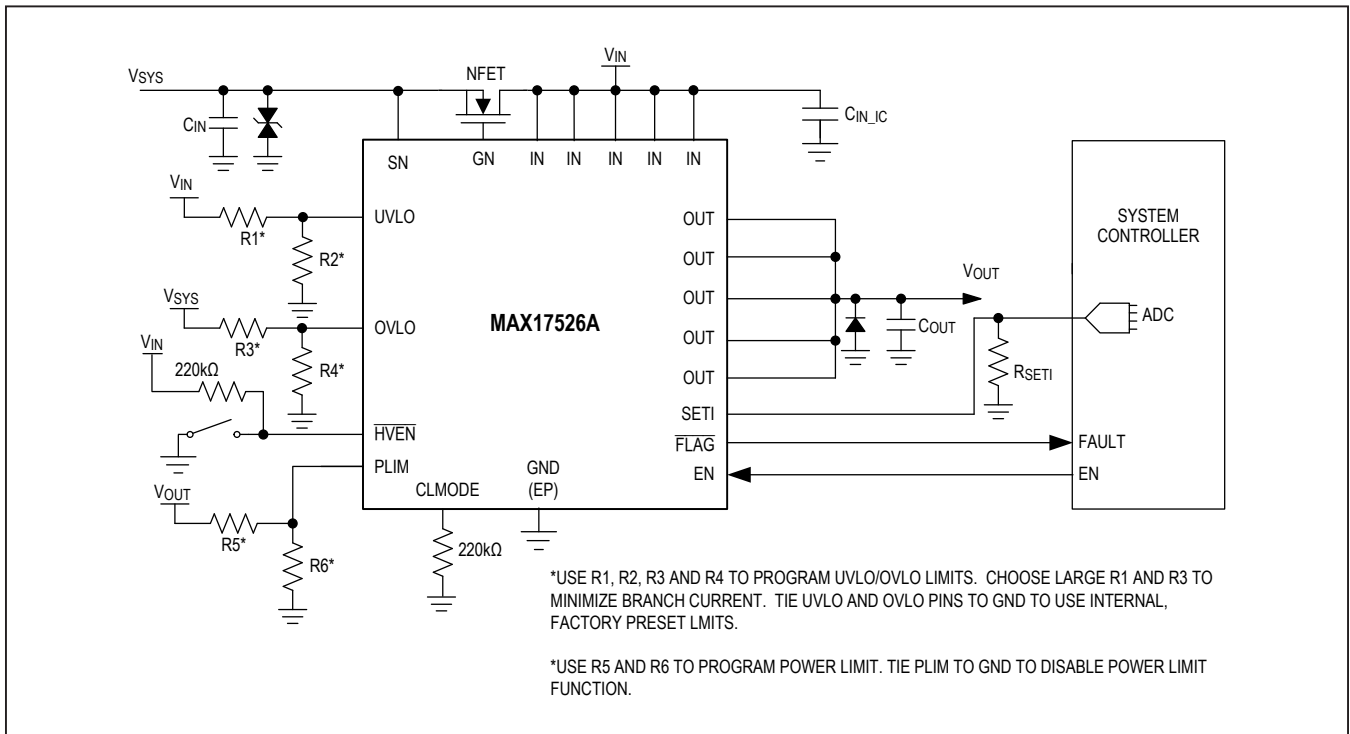 VSYS
NFET
VIN
CIN
CIN_IC
SN
GN
IN
IN
IN
IN
IN
VIN
R1*
R2*
UVLO
VSYS
R3*
R4*
OVLO
VIN
220kΩ
HVEN
PLIM
VOUT
R5*
R6*
CLMODE
220kΩ
GND
(EP)
MAX17526A
OUT
OUT
OUT
OUT
OUT
SETI
FLAG
EN
VOUT
COUT
RSETI
SYSTEM
CONTROLLER
ADC
FAULT
EN
*USE R1, R2, R3 AND R4 TO PROGRAM UVLO/OVLO LIMITS. CHOOSE LARGE R1 AND R3 TO
MINIMIZE BRANCH CURRENT. TIE UVLO AND OVLO PINS TO GND TO USE INTERNAL,
FACTORY PRESET LMITS.
*USE R5 AND R6 TO PROGRAM POWER LIMIT. TIE PLIM TO GND TO DISABLE POWER LIMIT
FUNCTION.